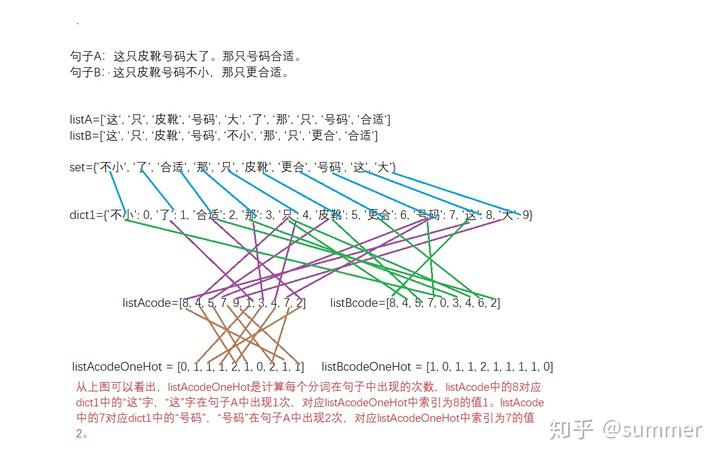 句子A：这只皮靴号码大了。那只号码合适。
句子B：这只皮靴号码不小，那只更合适。
listA=['这', '只', '皮靴', '号码', '大', '了', '那', '只', '号码', '合适']
listB=['这', '只', '皮靴', '号码', '不小', '那', '只', '更合', '合适']
set={'不小', '了', '合适', '那', '只', '皮靴', '更合', '号码', '这', '大'}
dict1={'不小': 0, '了': 1, '合适': 2, '那': 3, '只': 4, '皮靴': 5, '更合': 6, '号码': 7, '这': 8, '大': 9}
listAcode=[8, 4, 5, 7, 9, 1, 3, 4, 7, 2] listBcode=[8, 4, 5, 7, 0, 3, 4, 6, 2]
listAcodeOneHot = [0, 1, 1, 1, 2, 1, 0, 2, 1, 1] listBcodeOneHot = [1, 0, 1, 1, 2, 1, 1, 1, 1, 0]
从上图可以看出，listAcodeOneHot是计算每个分词在句子中出现的次数，listAcode中的8对应
dict1中的“这”字，“这”字在句子A中出现1次，对应listAcodeOneHot中索引为8的值1。listAcode
中的7对应dict1中的“号码”，“号码”在句子A中出现2次，对应listAcodeOneHot中索引为7的值
2。
知乎 @summer